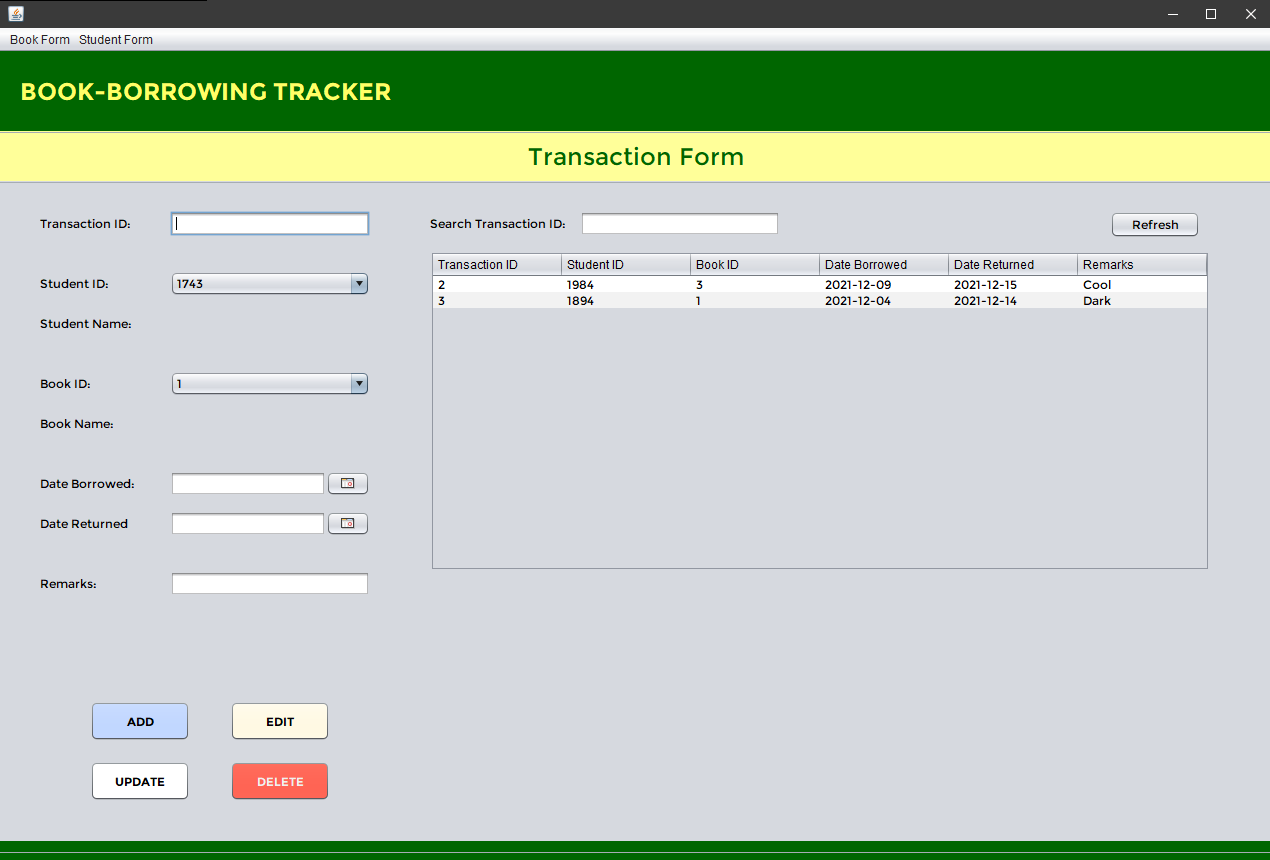 Book Form Student Form
BOOK-BORROWING TRACKER
Transaction Form
Transaction ID:
Student ID: 1743
Student Name:
Book ID: 1
Book Name:
Date Borrowed:
Date Returned
Remarks:
ADD EDIT
UPDATE DELETE
Search Transaction ID: Refresh
Transaction ID Student ID Book ID Date Borrowed Date Returned Remarks
2 1984 3 2021-12-09 2021-12-15 Cool
3 1894 1 2021-12-04 2021-12-14 Dark